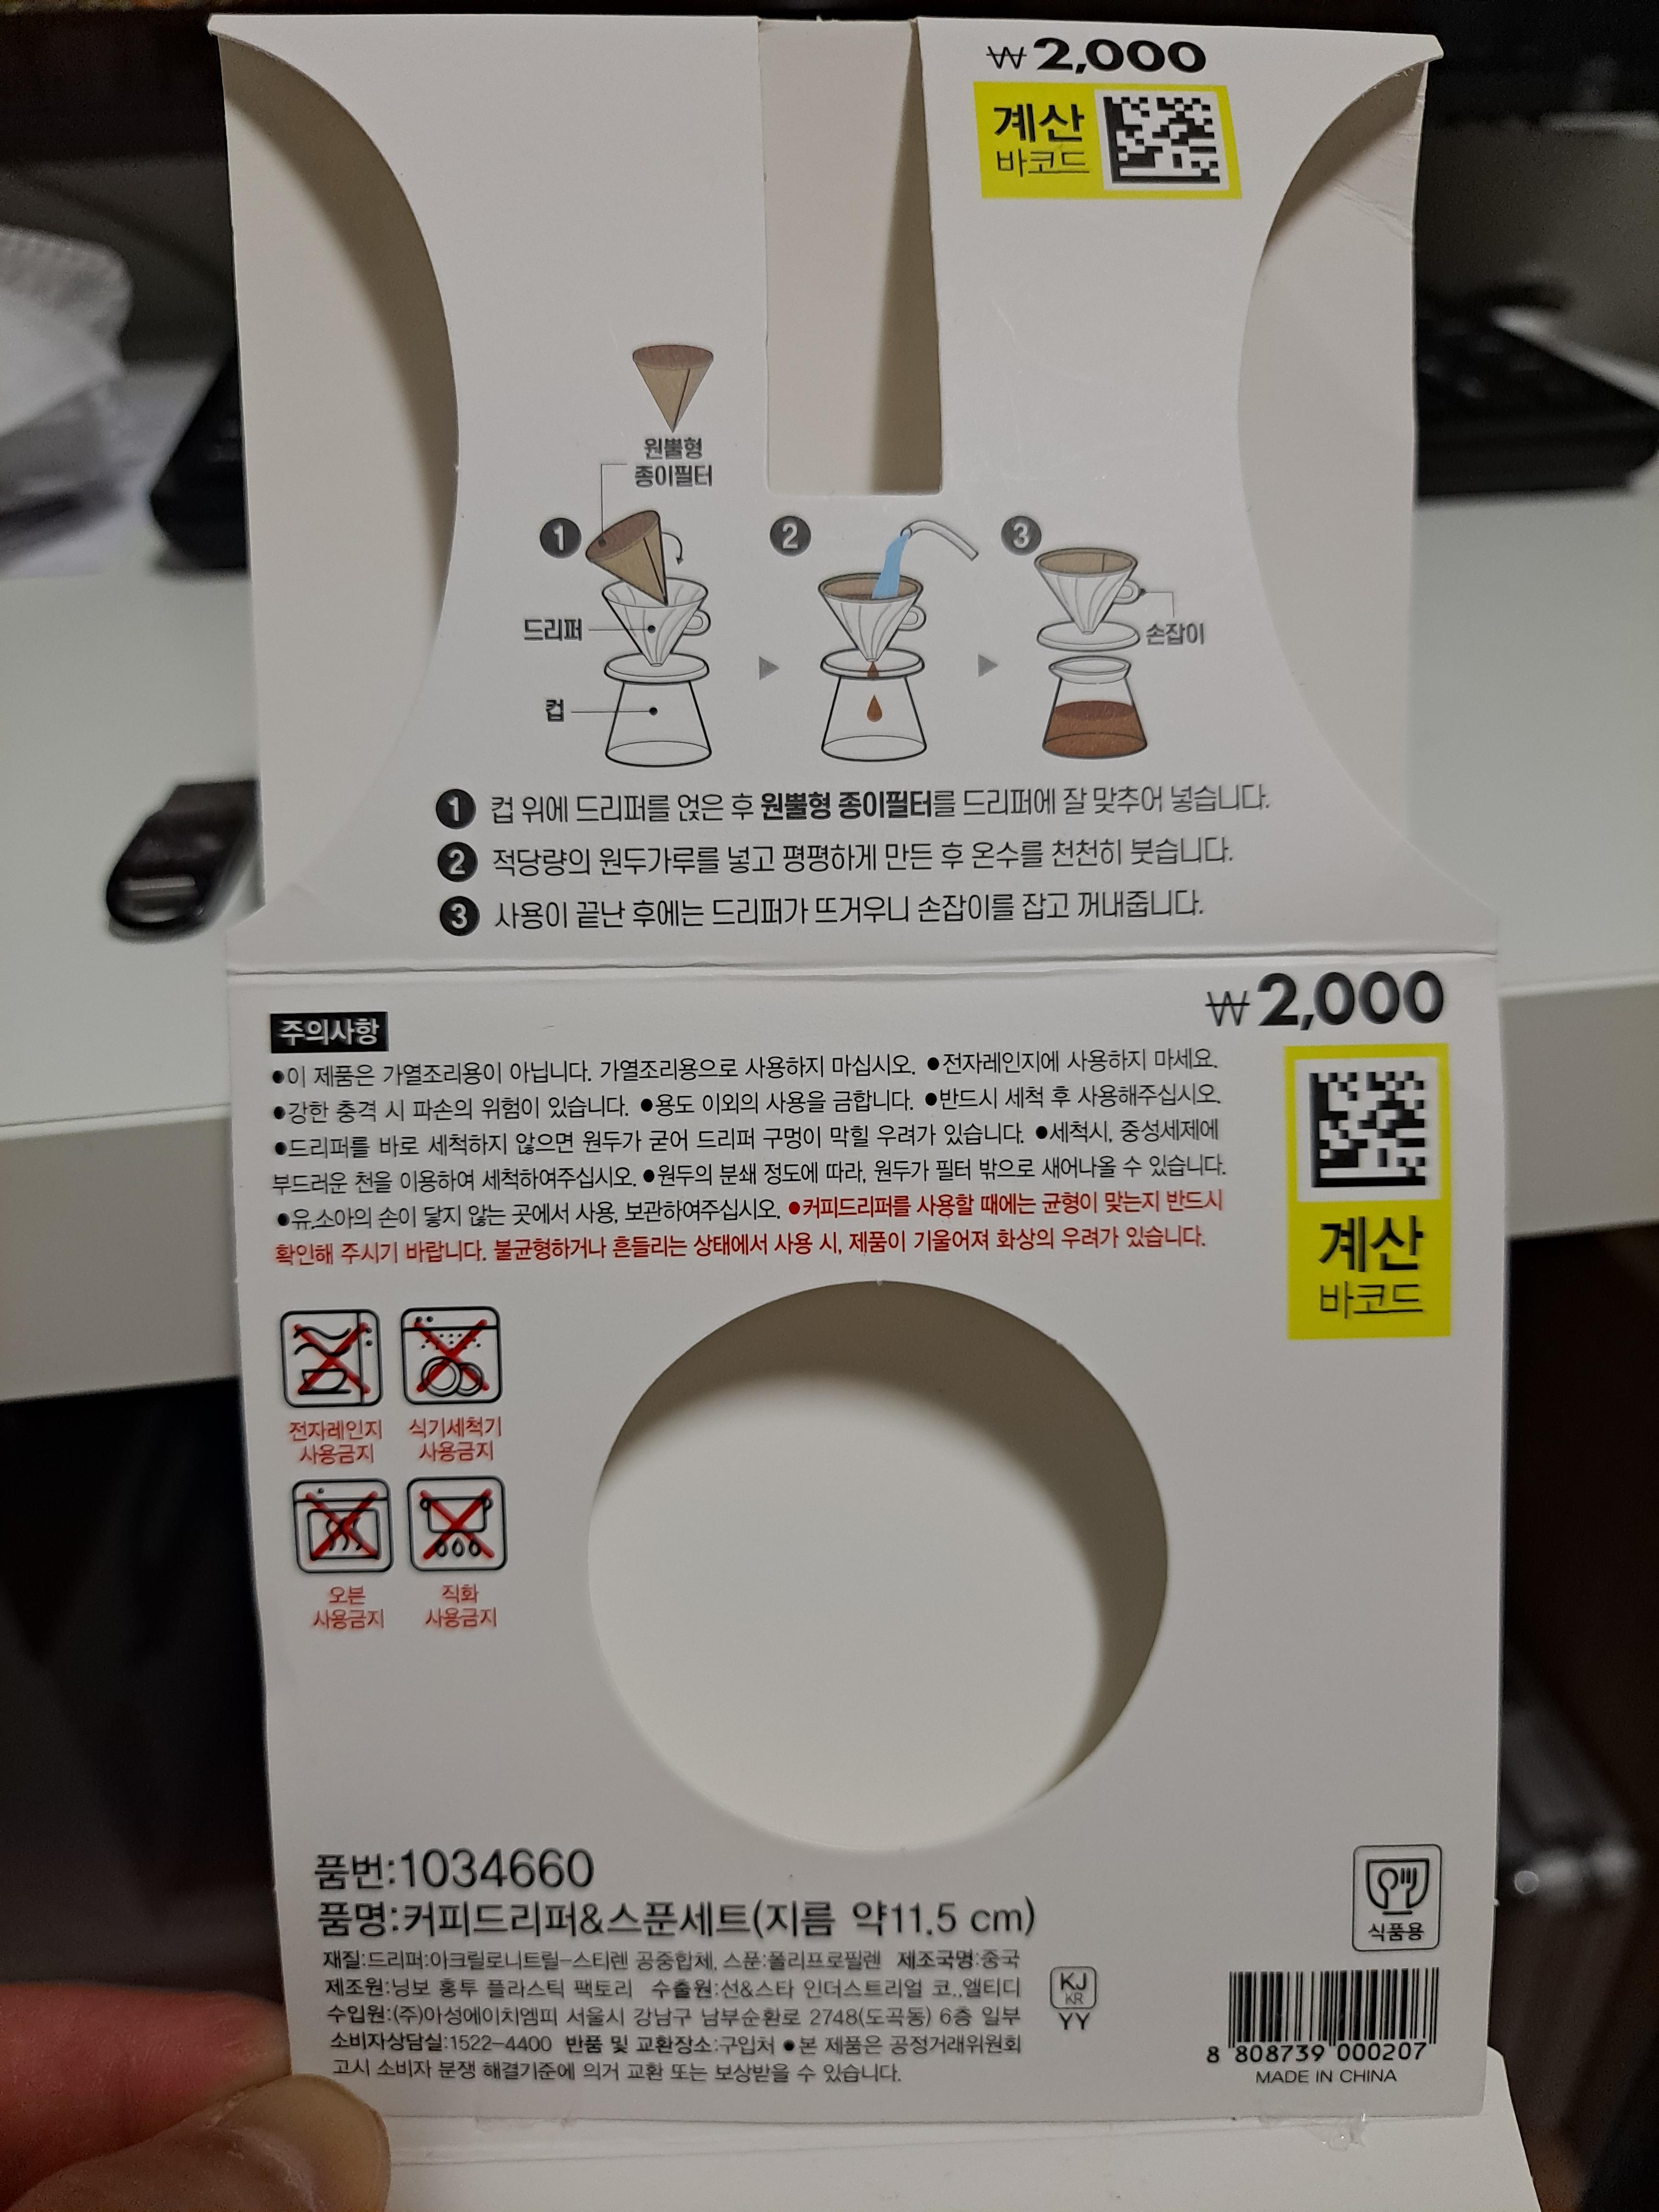 ₩2,000
계산
바코드
원뿔형
종이필터
1
2
3
드리퍼
손잡이
컵
1 컵 위에 드리퍼를 얹은 후 원뿔형 종이필터를 드리퍼에 잘 맞추어 넣습니다.
2 적당량의 원두가루를 넣고 평평하게 만든 후 온수를 천천히 붓습니다.
3 사용이 끝난 후에는 드리퍼가 뜨거우니 손잡이를 잡고 꺼내줍니다.
₩2,000
주의사항
●이 제품은 가열조리용이 아닙니다. 가열조리용으로 사용하지 마십시오. ●전자레인지에 사용하지 마세요.
●강한 충격 시 파손의 위험이 있습니다. ●용도 이외의 사용을 금합니다. ●반드시 세척 후 사용해주십시오.
●드리퍼를 바로 세척하지 않으면 원두가 굳어 드리퍼 구멍이 막힐 우려가 있습니다. ●세척시, 중성세제에
부드러운 천을 이용하여 세척하여주십시오. ●원두의 분쇄 정도에 따라, 원두가 필터 밖으로 새어나올 수 있습니다.
●유.소아의 손이 닿지 않는 곳에서 사용, 보관하여주십시오. ●커피드리퍼를 사용할 때에는 균형이 맞는지 반드시
확인해 주시기 바랍니다. 불균형하거나 흔들리는 상태에서 사용 시, 제품이 기울어져 화상의 우려가 있습니다.
계산
바코드
전자레인지
사용금지
식기세척기
사용금지
오븐
사용금지
직화
사용금지
품번:1034660
품명:커피드리퍼&스푼세트(지름 약11.5 cm)
재질:드리퍼:아크릴로니트릴-스티렌 공중합체, 스푼:폴리프로필렌 제조국명:중국
제조원:닝보 홍투 플라스틱 팩토리 수출원:선&스타 인더스트리얼 코.,엘티디
수입원:(주)아성에이치엠피 서울시 강남구 남부순환로 2748(도곡동) 6층 일부
소비자상담실:1522-4400 반품 및 교환장소:구입처 ●본 제품은 공정거래위원회
고시 소비자 분쟁 해결기준에 의거 교환 또는 보상받을 수 있습니다.
KJ
KR
YY
식품용
8 808739 000207
MADE IN CHINA